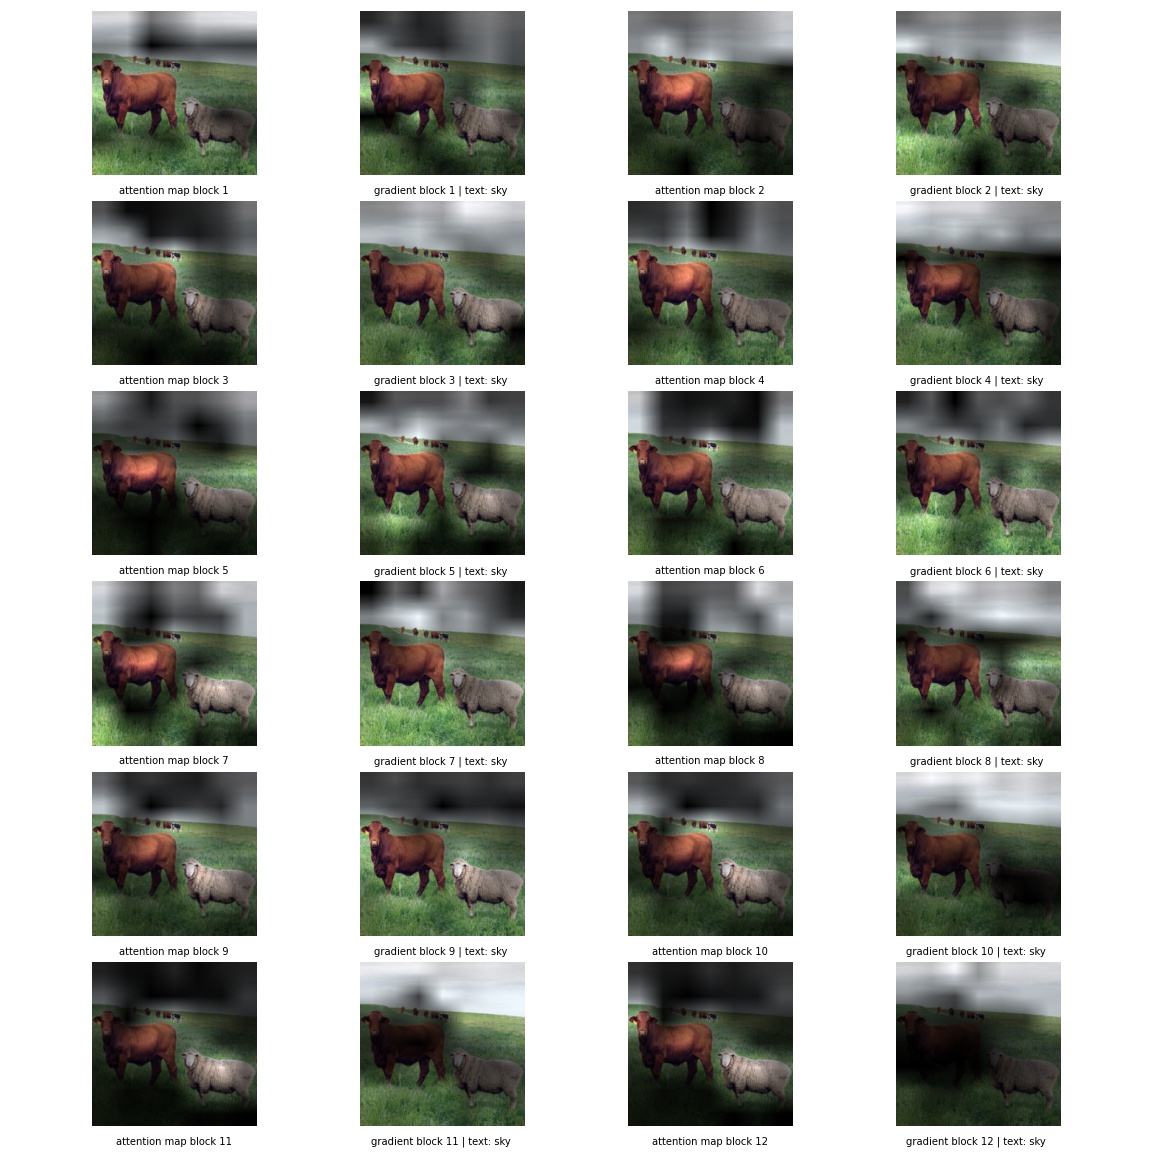 attention map block 1
gradient block 1 | text: sky
attention map block 2
gradient block 2 | text: sky
attention map block 3
gradient block 3 | text: sky
attention map block 4
gradient block 4 | text: sky
attention map block 5
gradient block 5 | text: sky
attention map block 6
gradient block 6 | text: sky
attention map block 7
gradient block 7 | text: sky
attention map block 8
gradient block 8 | text: sky
attention map block 9
gradient block 9 | text: sky
attention map block 10
gradient block 10 | text: sky
attention map block 11
gradient block 11 | text: sky
attention map block 12
gradient block 12 | text: sky